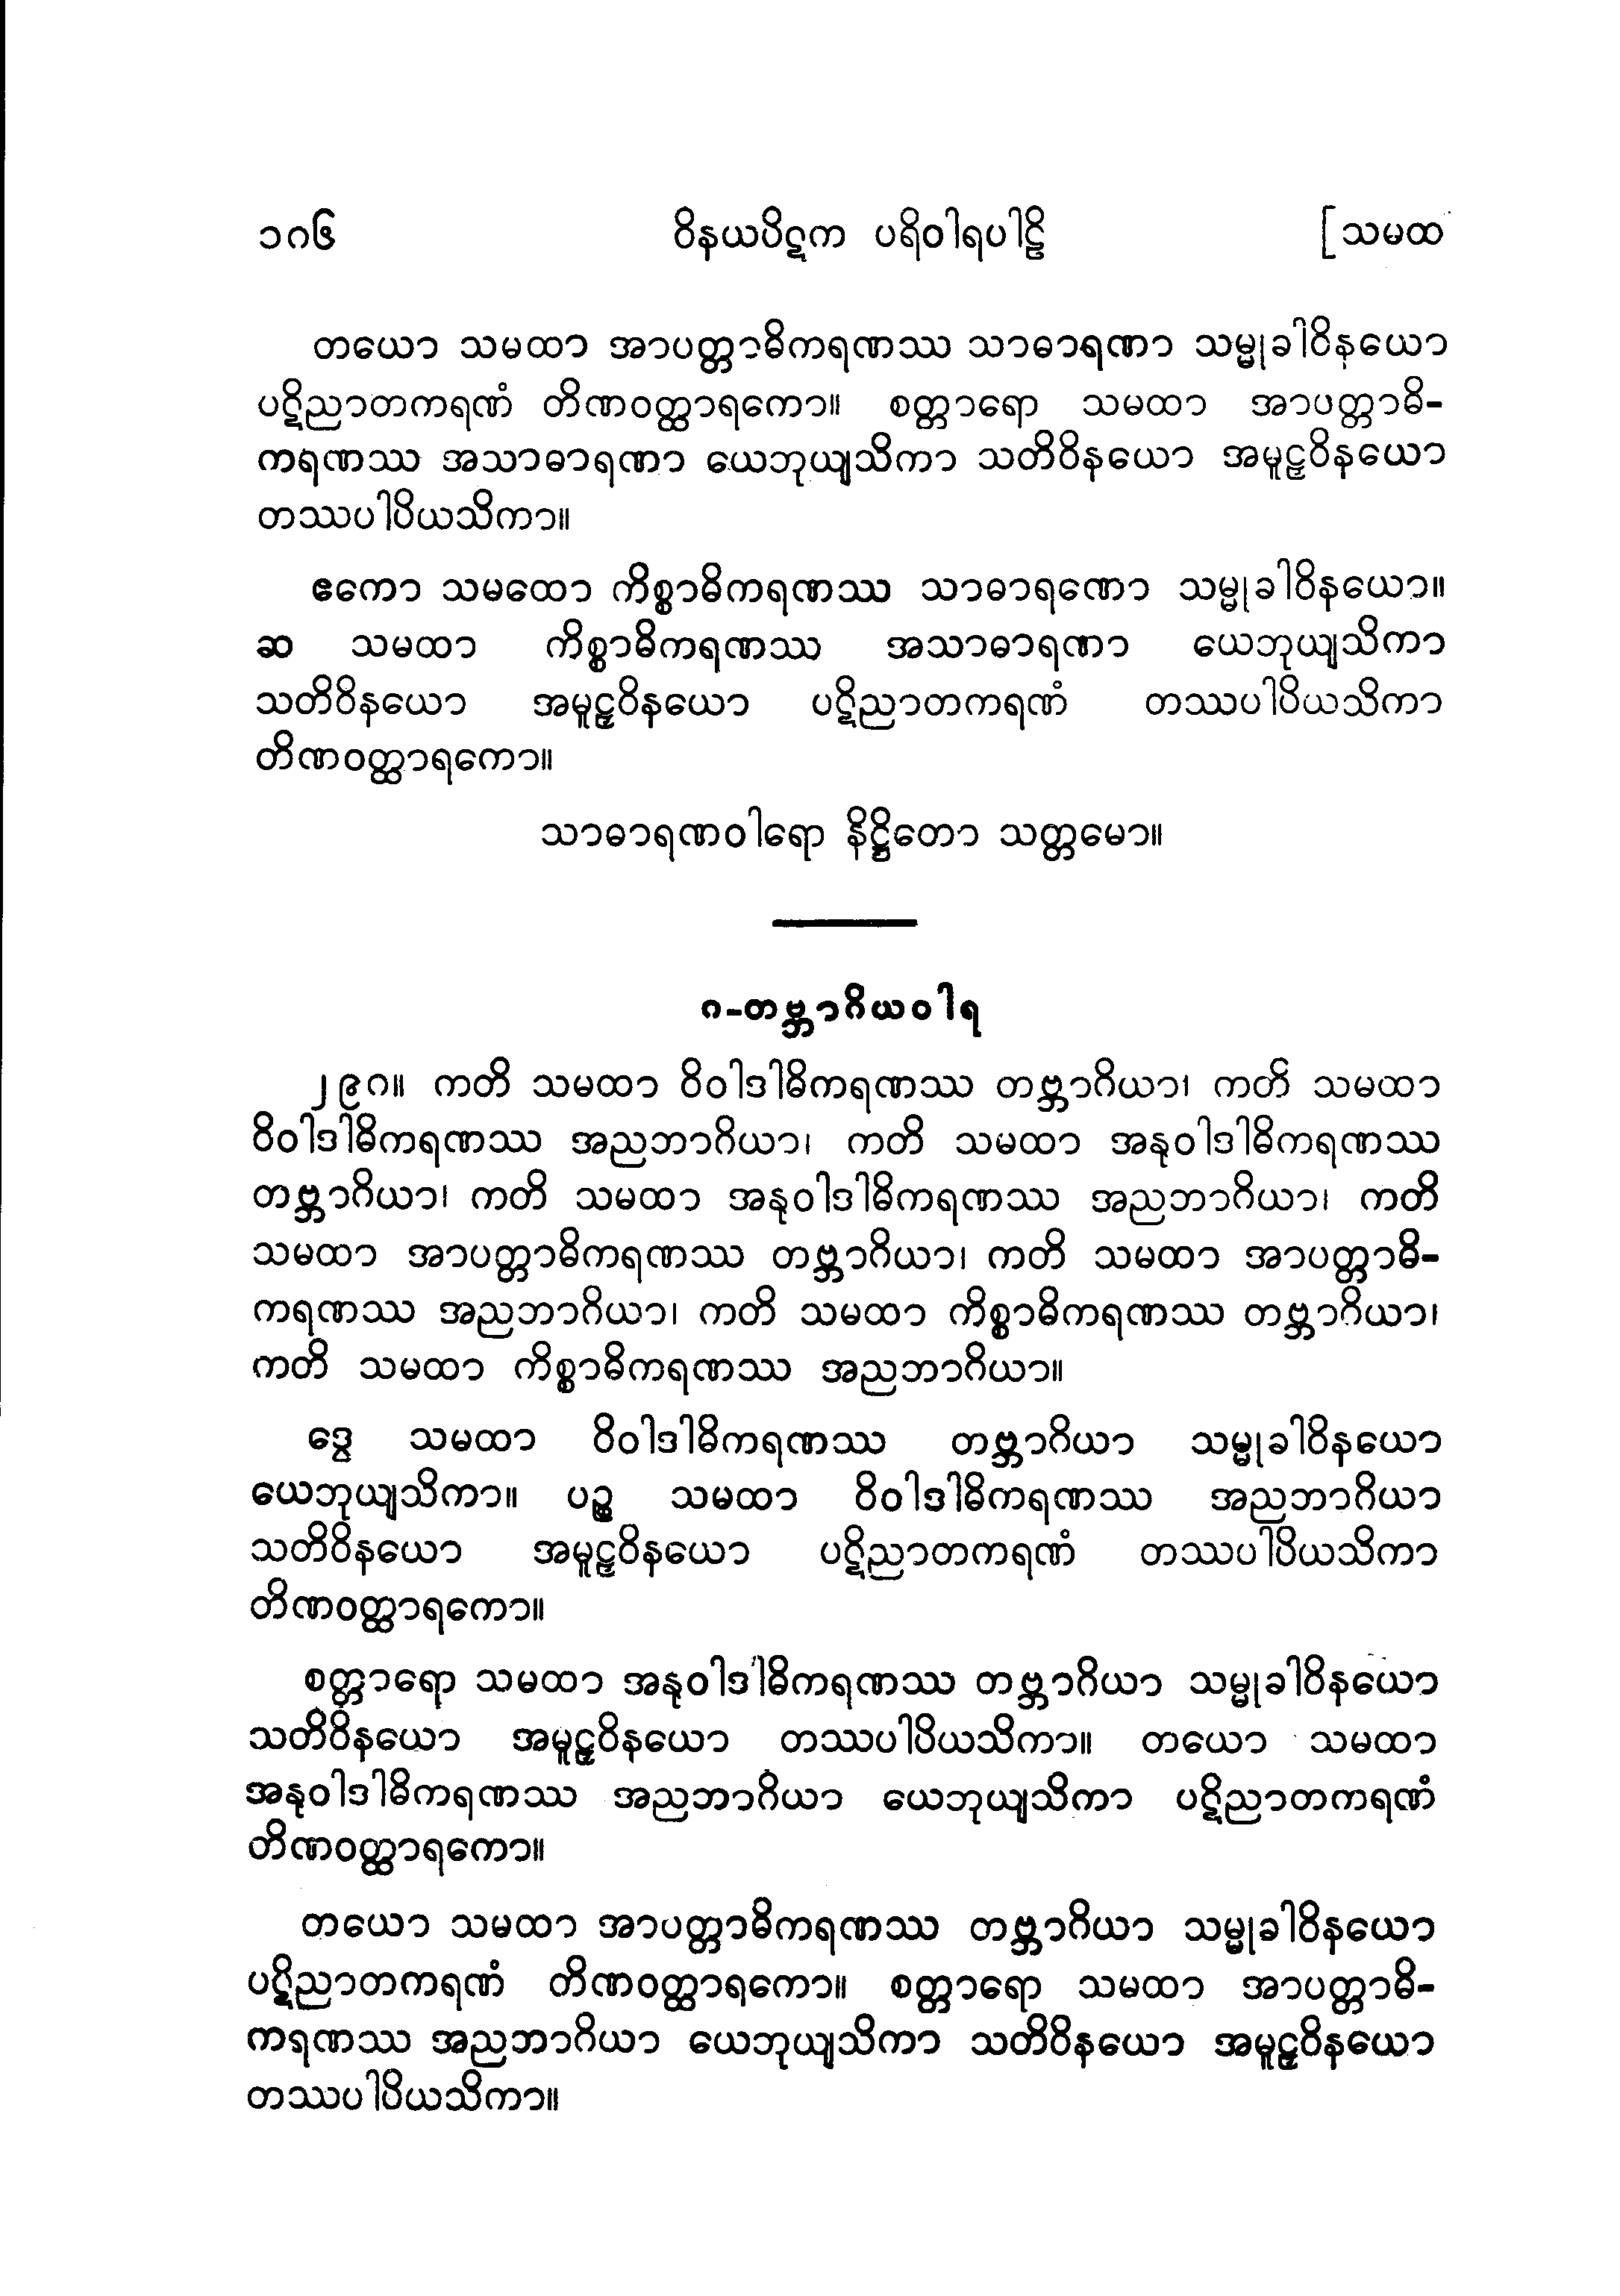 ၁၈၆ ဝိနယပိဋက ပရိဝါရပါဠိ [သမထ
တယော သမထာ အာပတ္တာဓိကရဏဿ သာဓာရဏာ သမ္မုခါဝိနယော
ပဋိညာတကရဏံ တိဏဝတ္ထာရကော။ စတ္တာရော သမထာ အာပတ္တာဓိ-
ကရဏဿ အသာဓာရဏာ ယေဘုယျသိကာ သတိဝိနယော အမူဠှဝိနယော
တဿပါပိယသိကာ။
ဧကော သမထော ကိစ္စာဓိကရဏဿ သာဓာရဏော သမ္မုခါဝိနယော။
ဆ သမထာ ကိစ္စာဓိကရဏဿ အသာဓာရဏာ ယေဘုယျသိကာ
သတိဝိနယော အမူဠှဝိနယော ပဋိညာတကရဏံ တဿပါပိယသိကာ
တိဏဝတ္ထာရကော။
သာဓာရဏဝါရော နိဋ္ဌိတော သတ္တမော။
၈-တဗ္ဘာဂိယဝါရ
၂၉၈။ ကတိ သမထာ ဝိဝါဒါဓိကရဏဿ တဗ္ဘာဂိယာ၊ ကတိ သမထာ
ဝိဝါဒါဓိကရဏဿ အညဘာဂိယာ၊ ကတိ သမထာ အနုဝါဒါဓိကရဏဿ
တဗ္ဘာဂိယာ၊ ကတိ သမထာ အနုဝါဒါဓိကရဏဿ အညဘာဂိယာ၊ ကတိ
သမထာ အာပတ္တာဓိကရဏဿ တဗ္ဘာဂိယာ၊ ကတိ သမထာ အာပတ္တာဓိ-
ကရဏဿ အညဘာဂိယာ၊ ကတိ သမထာ ကိစ္စာဓိကရဏဿ တဗ္ဘာဂိယာ၊
ကတိ သမထာ ကိစ္စာဓိကရဏဿ အညဘာဂိယာ။
ဒွေ သမထာ ဝိဝါဒါဓိကရဏဿ တဗ္ဘာဂိယာ သမ္မုခါဝိနယော
ယေဘုယျသိကာ။ ပဉ္စ သမထာ ဝိဝါဒါဓိကရဏဿ အညဘာဂိယာ
သတိဝိနယော အမူဠှဝိနယော ပဋိညာတကရဏံ တဿပါပိယသိကာ
တိဏဝတ္ထာရကော။
စတ္တာရော သမထာ အနုဝါဒါဓိကရဏဿ တဗ္ဘာဂိယာ သမ္မုခါဝိနယော
သတိဝိနယော အမူဠှဝိနယော တဿပါပိယသိကာ။ တယော သမထာ
အနုဝါဒါဓိကရဏဿ အညဘာဂိယာ ယေဘုယျသိကာ ပဋိညာတကရဏံ
တိဏဝတ္ထာရကော။
တယော သမထာ အာပတ္တာဓိကရဏဿ တဗ္ဘာဂိယာ သမ္မုခါဝိနယော
ပဋိညာတကရဏံ တိဏဝတ္ထာရကော။ စတ္တာရော သမထာ အာပတ္တာဓိ-
ကရဏဿ အညဘာဂိယာ ယေဘုယျသိကာ သတိဝိနယော အမူဠှဝိနယော
တဿပါပိယသိကာ။